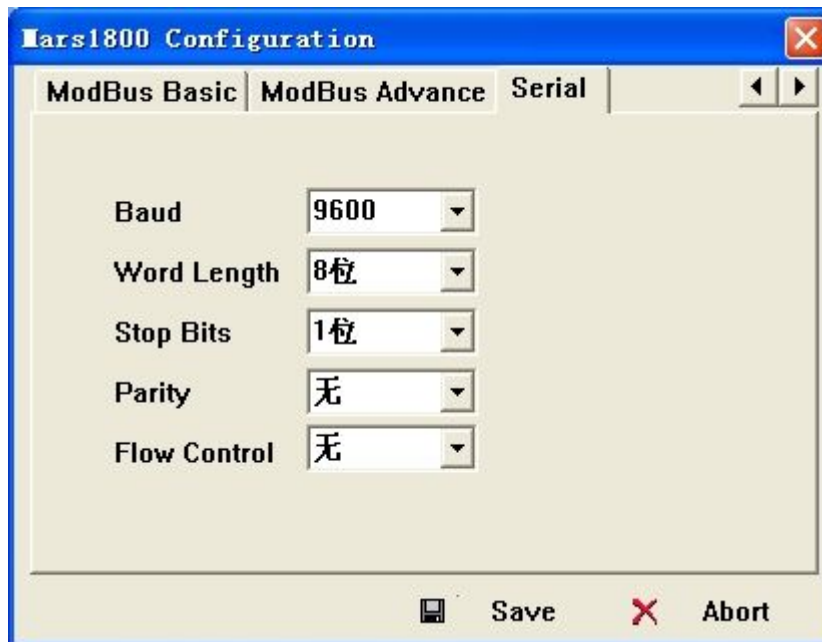 Mars1800 Configuration
ModBus Basic ModBus Advance Serial
Baud 9600
Word Length 8位
Stop Bits 1位
Parity 无
Flow Control 无
Save Abort